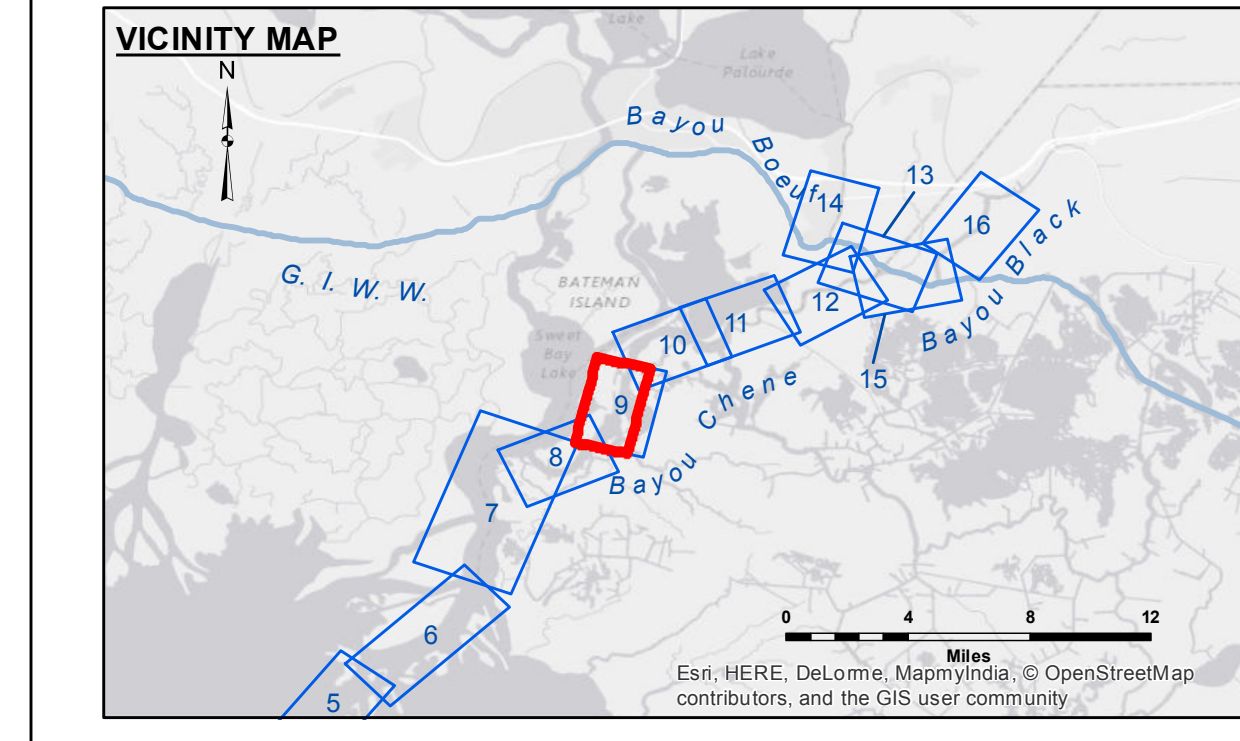 VICINITY MAP
N
Lake
Lake
Palourde
Bayou
Boeuf
13
14
16
G. I. W. W.
BATEMAN
ISLAND
Bayou Black
12
11
10
Sweet
Bay
Lake
15
9
Bayou Chene
8
7
6
5
0 4 8 12
Miles
Esri, HERE, DeLorme, MapmyIndia, © OpenStreetMap
contributors, and the GIS user community